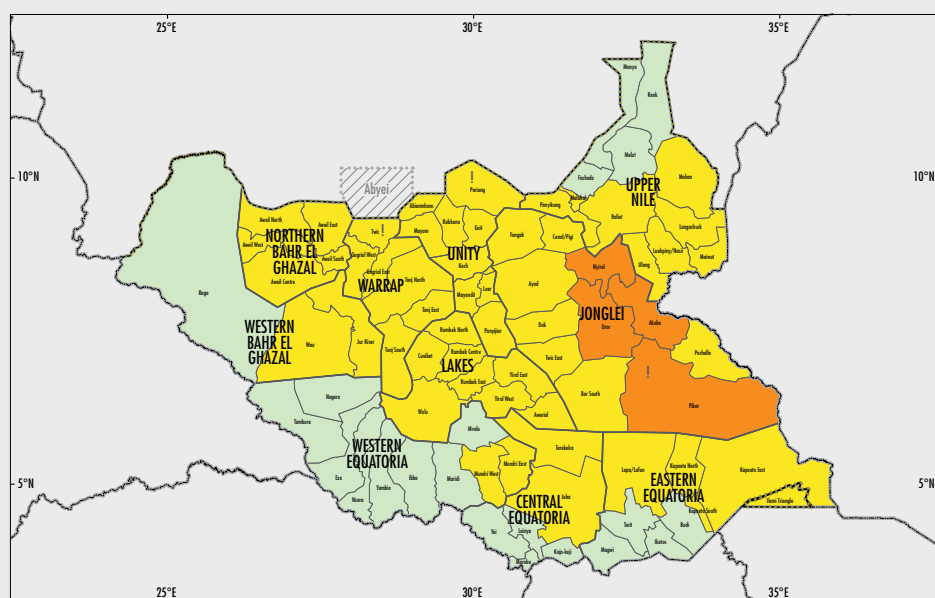 25°E 30°E 35°E
Manyo
Renk
Melut
Fashoda
10°N 10°N
Abyei
!
Pariang
UPPER
NILE
Maban
Malakal
Panyikang
Baliet
Abiemnhom
Rubkona
Mayom
Guit
Fangak
Canal/Pigi
Longochuk
Luakpiny/Nasir
Maiwut
Ulang
Aweil North
Aweil East
Aweil West
Aweil South
Aweil Centre
NORTHERN
BAHR EL
GHAZAL
Twic
!
Gogrial West
Gogrial East
WARRAP
Tonj North
UNITY
Koch
Mayendit
Leer
Ayod
Nyirol
JONGLEI
Uror
Akobo
Raga
Tonj East
Rumbek North
Panyijiar
Duk
Pochalla
WESTERN
BAHR EL
GHAZAL
Wau
Jur River
Tonj South
Cueibet
Rumbek Centre
LAKES
Rumbek East
Yirol East
Yirol West
Twic East
!
Bor South
Pibor
Wulu
Awerial
Nagero
Tambura
Mvolo
Terekeka
WESTERN
EQUATORIA
Ezo
Nzara
Yambio
Ibba
Maridi
Mundri West
Mundri East
Lopa/Lafon
Kapoeta North
Kapoeta East
EASTERN
EQUATORIA
Kapoeta South
Ilemi Triangle
5°N 5°N
CENTRAL
EQUATORIA
Juba
Yei
Lainya
Morobo
Kajo-keji
Magwi
Torit
Ikotos
Budi
25°E 30°E 35°E